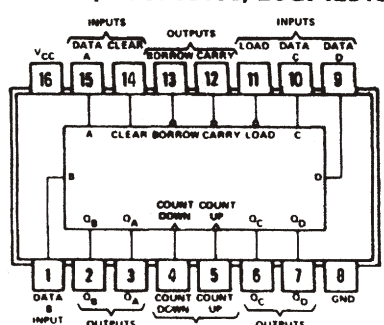 INPUTS INPUTS
DATA CLEAR OUTPUTS LOAD DATA DATA
VCC A BORROW CARRY C D
16 15 14 13 12 11 10 9
A CLEAR BORROW CARRY LOAD C
B D
COUNT COUNT
DOWN UP
QB QA QC QD
1 2 3 4 5 6 7 8
DATA QB QA COUNT COUNT QC QD GND
B DOWN UP
INPUT OUTPUTS OUTPUTS